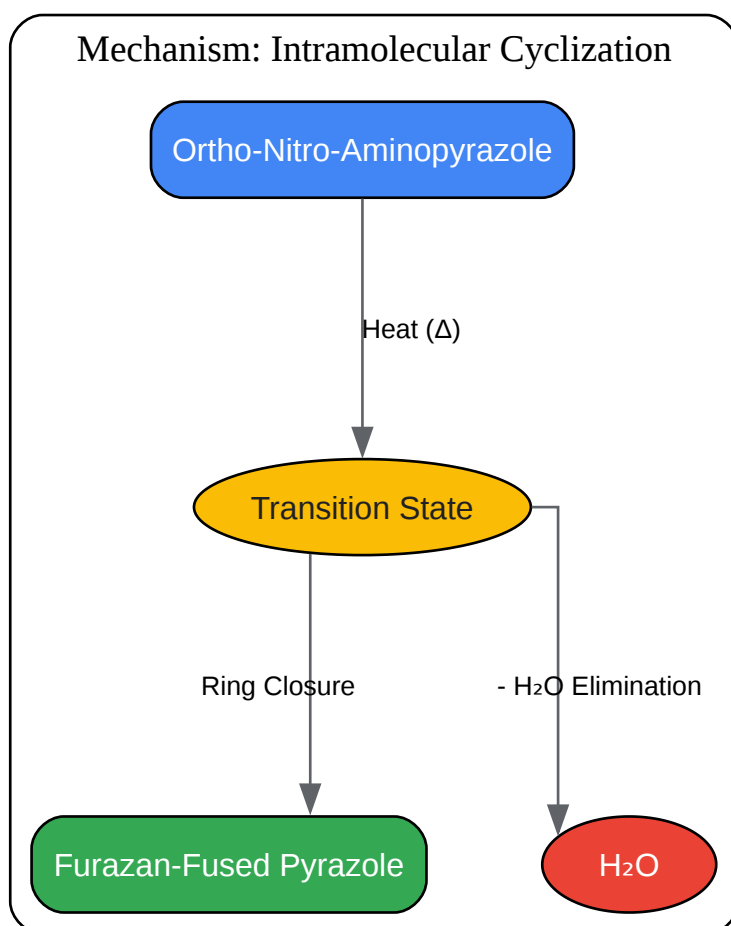 Mechanism: Intramolecular Cyclization
Ortho-Nitro-Aminopyrazole
Heat (Δ)
Transition State
Ring Closure
- H₂O Elimination
Furazan-Fused Pyrazole
H₂O